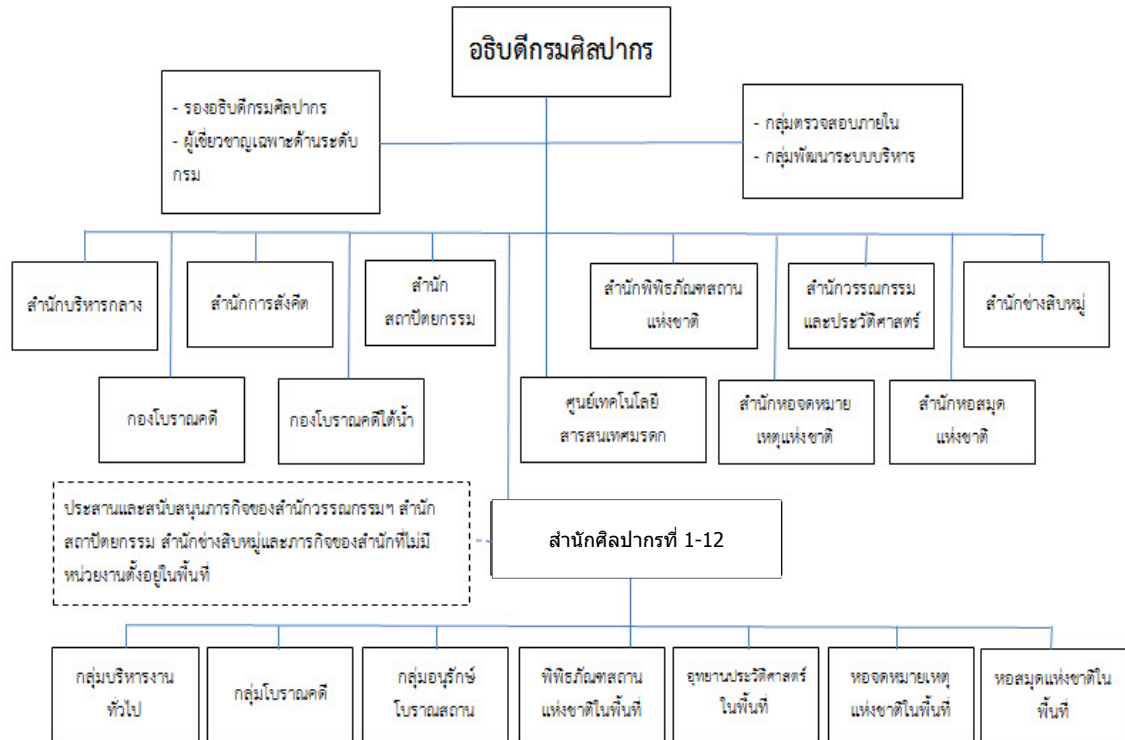 อธิบดีกรมศิลปากร
- รองอธิบดีกรมศิลปากร
- ผู้เชี่ยวชาญเฉพาะด้านระดับ
กรม
- กลุ่มตรวจสอบภายใน
- กลุ่มพัฒนาระบบบริหาร
สำนักบริหารกลาง
สำนักการสังคีต
สำนัก
สถาปัตยกรรม
สำนักพิพิธภัณฑสถาน
แห่งชาติ
สำนักวรรณกรรม
และประวัติศาสตร์
สำนักช่างสิบหมู่
กองโบราณคดี
กองโบราณคดีใต้น้ำ
ศูนย์เทคโนโลยี
สารสนเทศมรดก
สำนักหอจดหมาย
เหตุแห่งชาติ
สำนักหอสมุด
แห่งชาติ
ประสานและสนับสนุนภารกิจของสำนักวรรณกรรมฯ สำนัก
สถาปัตยกรรม สำนักช่างสิบหมู่และภารกิจของสำนักที่ไม่มี
หน่วยงานตั้งอยู่ในพื้นที่
สำนักศิลปากรที่ 1-12
กลุ่มบริหารงาน
ทั่วไป
กลุ่มโบราณคดี
กลุ่มอนุรักษ์
โบราณสถาน
พิพิธภัณฑสถาน
แห่งชาติในพื้นที่
อุทยานประวัติศาสตร์
ในพื้นที่
หอจดหมายเหตุ
แห่งชาติในพื้นที่
หอสมุดแห่งชาติใน
พื้นที่